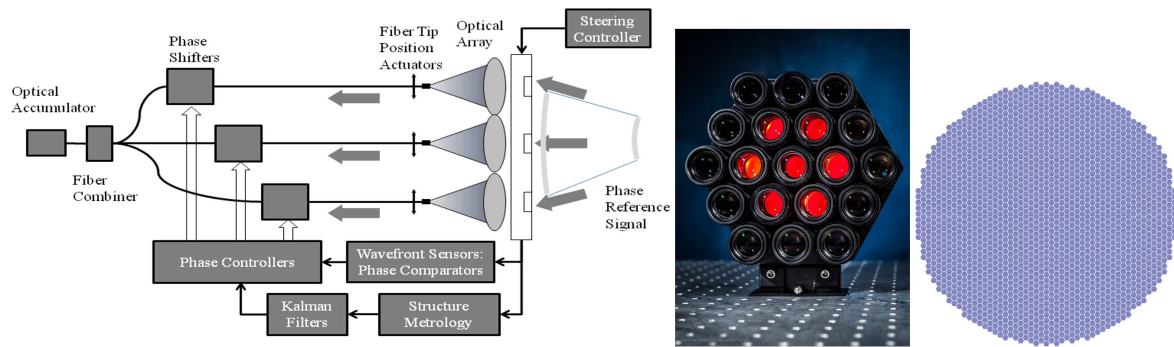 Steering
Controller
Phase
Shifters
Fiber Tip
Position
Actuators
Optical
Array
Optical
Accumulator
Fiber
Combiner
Phase
Reference
Signal
Phase Controllers
Wavefront Sensors:
Phase Comparators
Kalman
Filters
Structure
Metrology